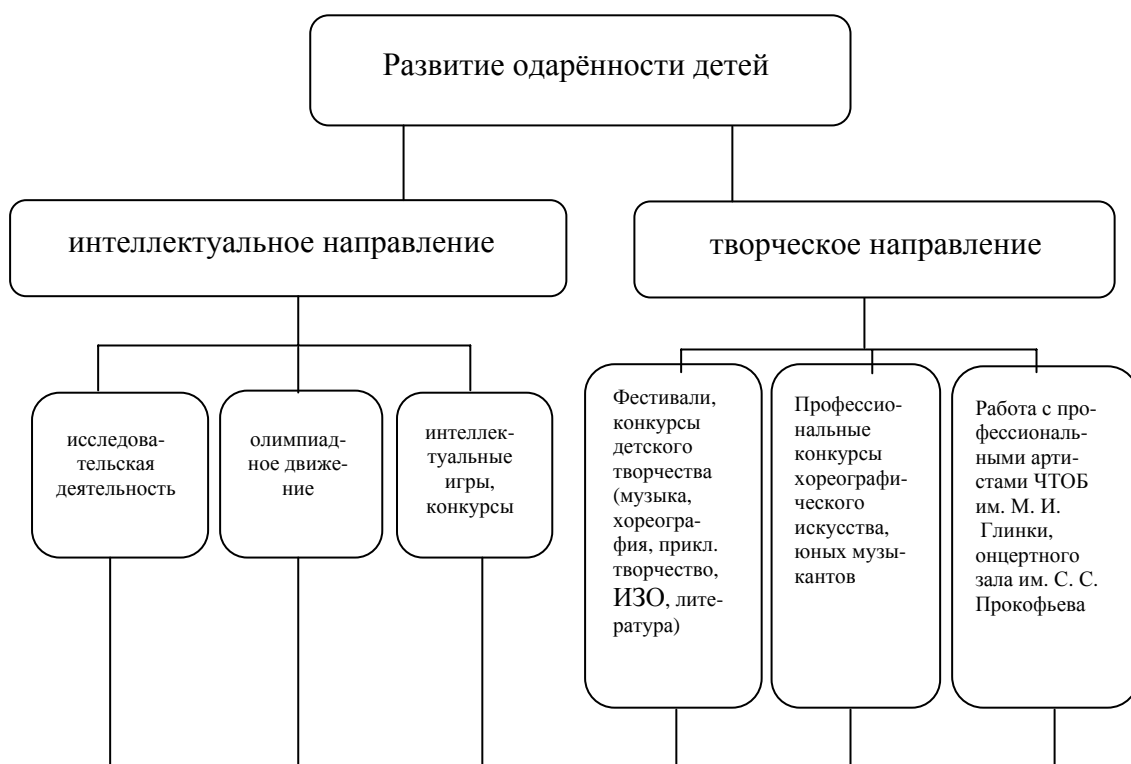 Развитие одарённости детей
интеллектуальное направление
творческое направление
исследова-
тельская
деятельность
олимпиад-
ное движе-
ние
интеллек-
туальные
игры,
конкурсы
Фестивали,
конкурсы
детского
творчества
(музыка,
хореогра-
фия, прикл.
творчество,
ИЗО, лите-
ратура)
Профессио-
нальные
конкурсы
хореографи-
ческого
искусства,
юных музы-
кантов
Работа с про-
фессиональ-
ными арти-
стами ЧТОБ
им. М. И.
Глинки,
онцертного
зала им. С. С.
Прокофьева